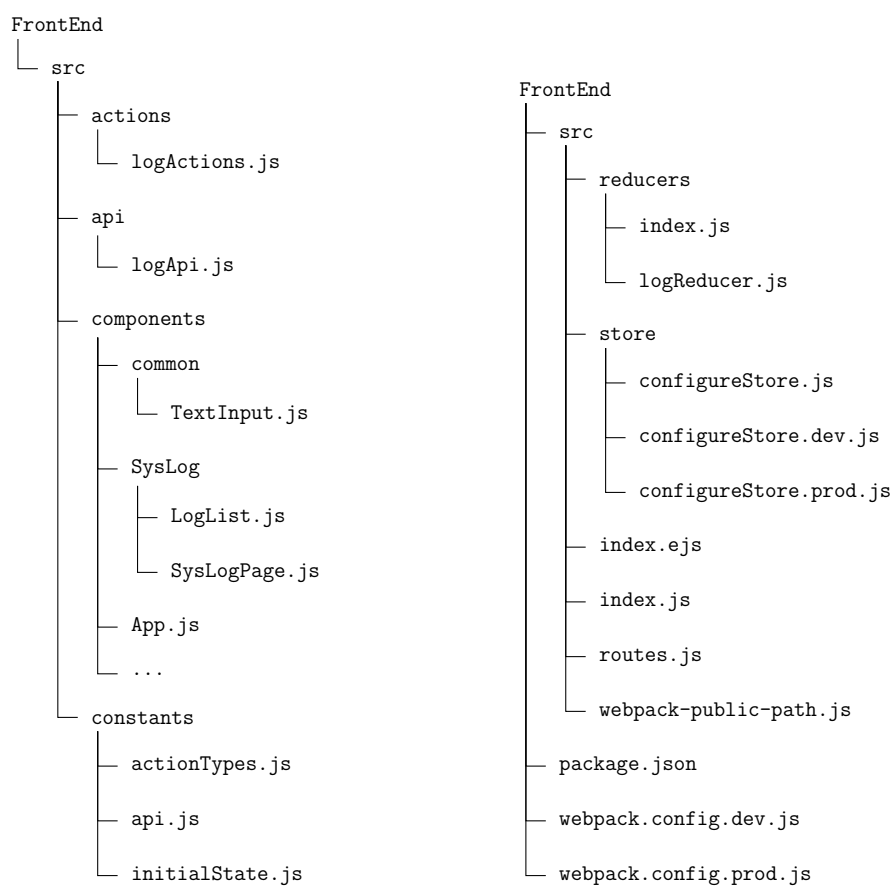 FrontEnd
src
actions
logActions.js
api
logApi.js
components
common
TextInput.js
SysLog
LogList.js
SysLogPage.js
App.js
...
constants
actionTypes.js
api.js
initialState.js
FrontEnd
src
reducers
index.js
logReducer.js
store
configureStore.js
configureStore.dev.js
configureStore.prod.js
index.ejs
index.js
routes.js
webpack-public-path.js
package.json
webpack.config.dev.js
webpack.config.prod.js